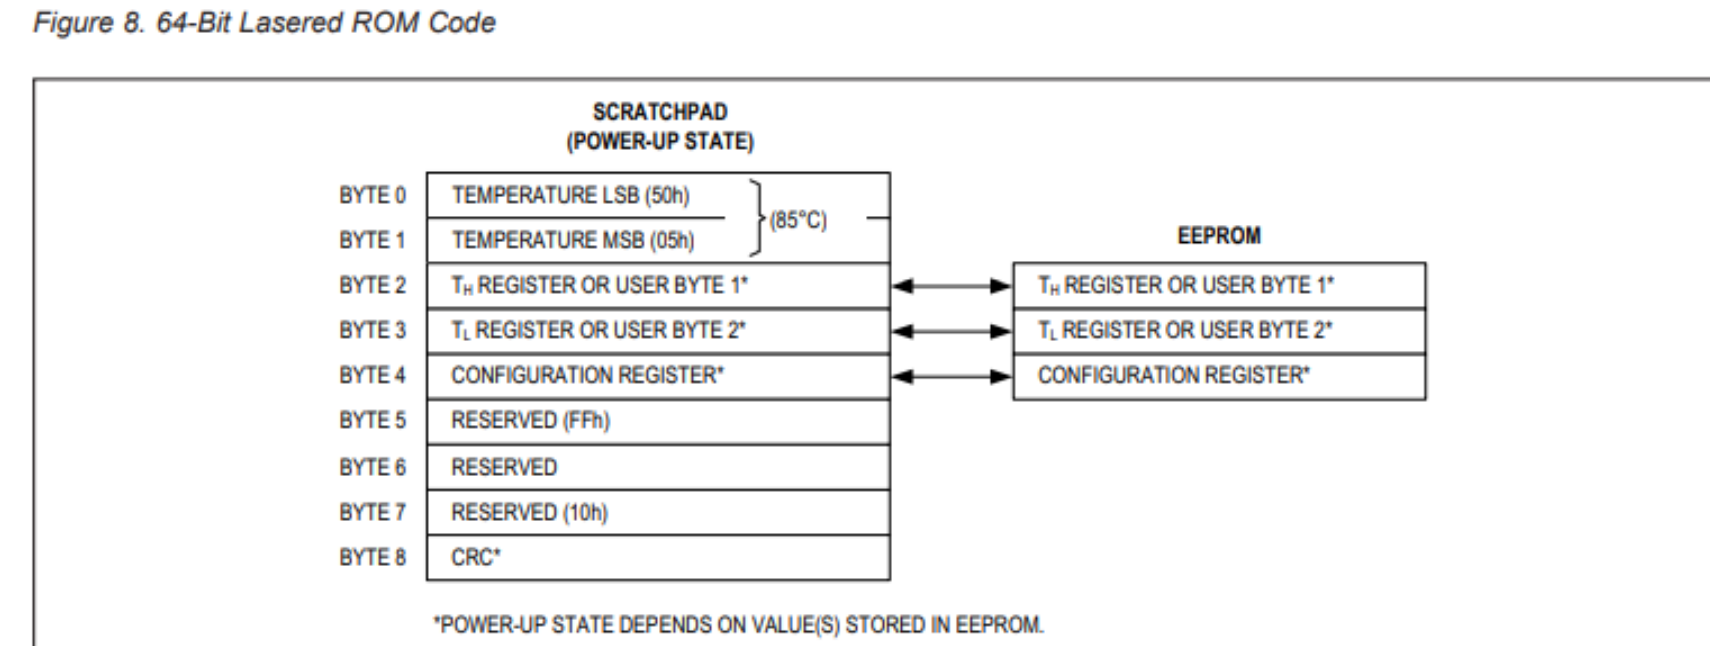 Figure 8. 64-Bit Lasered ROM Code
SCRATCHPAD
(POWER-UP STATE)
BYTE 0 TEMPERATURE LSB (50h)
(85°C)
BYTE 1 TEMPERATURE MSB (05h)
EEPROM
BYTE 2 TH REGISTER OR USER BYTE 1* TH REGISTER OR USER BYTE 1*
BYTE 3 TL REGISTER OR USER BYTE 2* TL REGISTER OR USER BYTE 2*
BYTE 4 CONFIGURATION REGISTER* CONFIGURATION REGISTER*
BYTE 5 RESERVED (FFh)
BYTE 6 RESERVED
BYTE 7 RESERVED (10h)
BYTE 8 CRC*
*POWER-UP STATE DEPENDS ON VALUE(S) STORED IN EEPROM.